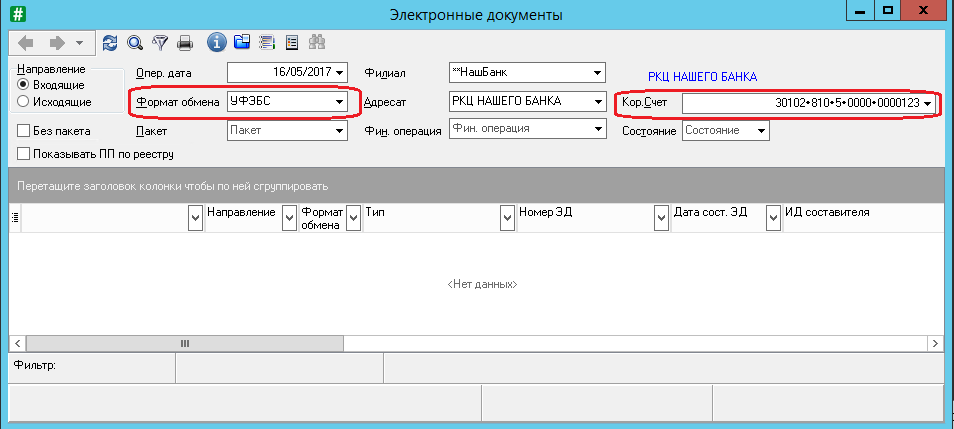 Электронные документы
Направление
Входящие
Исходящие
Без пакета
Показывать ПП по реестру
Опер. дата 16/05/2017
Формат обмена УФЭБС
Пакет Пакет
Филиал **НашБанк
Адресат РКЦ НАШЕГО БАНКА
Фин. операция Фин. операция
РКЦ НАШЕГО БАНКА
Кор.Счет 30102•810•5•0000•0000123
Состояние Состояние
Перетащите заголовок колонки чтобы по ней сгруппировать
Направление Формат обмена Тип Номер ЭД Дата сост. ЭД ИД составителя
<Нет данных>
Фильтр: